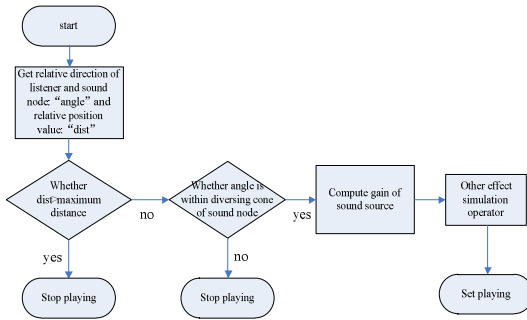 start
Get relative direction of
listener and sound
node: “angle” and
relative position
value: “dist”
Whether
dist>maximum
distance
no
Whether angle is
within diversing cone
of sound node
yes
Compute gain of
sound source
Other effect
simulation
operator
yes
no
Stop playing
Stop playing
Set playing